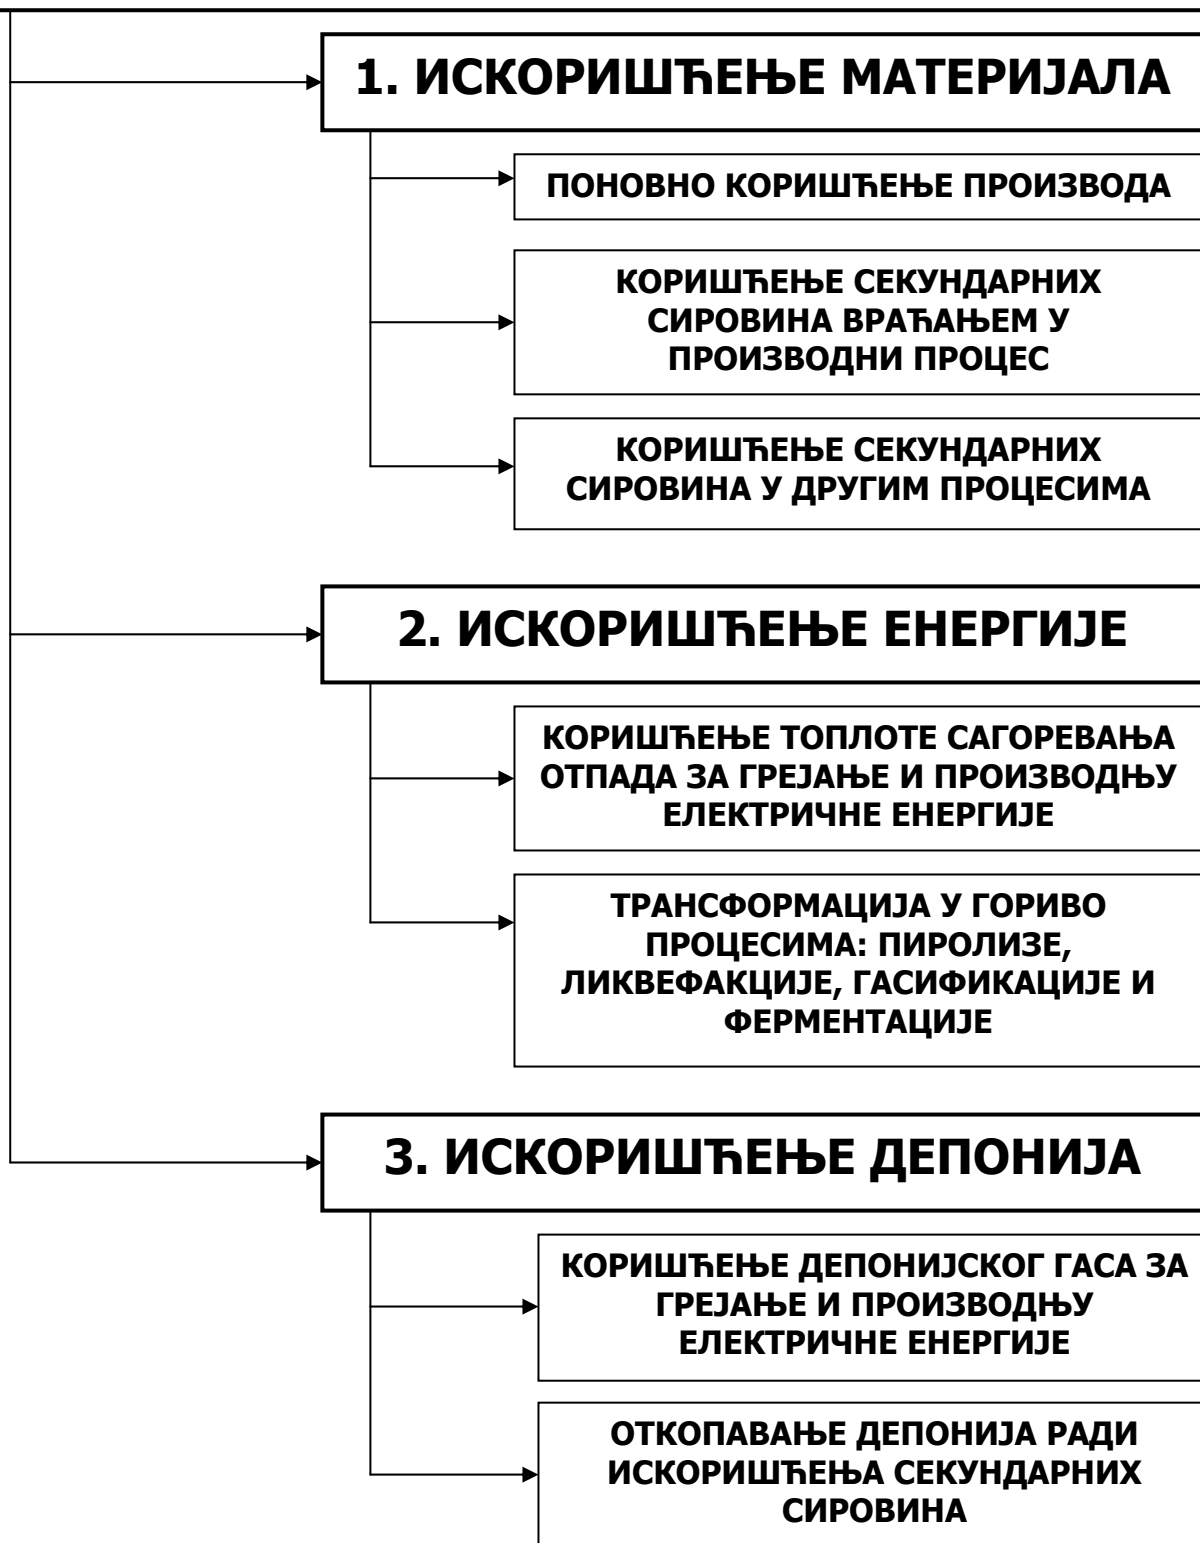 1. ИСКОРИШЋЕЊЕ МАТЕРИЈАЛА
ПОНОВНО КОРИШЋЕЊЕ ПРОИЗВОДА
КОРИШЋЕЊЕ СЕКУНДАРНИХ
СИРОВИНА ВРАЋАЊЕМ У
ПРОИЗВОДНИ ПРОЦЕС
КОРИШЋЕЊЕ СЕКУНДАРНИХ
СИРОВИНА У ДРУГИМ ПРОЦЕСИМА
2. ИСКОРИШЋЕЊЕ ЕНЕРГИЈЕ
КОРИШЋЕЊЕ ТОПЛОТЕ САГОРЕВАЊА
ОТПАДА ЗА ГРЕЈАЊЕ И ПРОИЗВОДЊУ
ЕЛЕКТРИЧНЕ ЕНЕРГИЈЕ
ТРАНСФОРМАЦИЈА У ГОРИВО
ПРОЦЕСИМА: ПИРОЛИЗЕ,
ЛИКВЕФАКЦИЈЕ, ГАСИФИКАЦИЈЕ И
ФЕРМЕНТАЦИЈЕ
3. ИСКОРИШЋЕЊЕ ДЕПОНИЈА
КОРИШЋЕЊЕ ДЕПОНИЈСКОГ ГАСА ЗА
ГРЕЈАЊЕ И ПРОИЗВОДЊУ
ЕЛЕКТРИЧНЕ ЕНЕРГИЈЕ
ОТКОПАВАЊЕ ДЕПОНИЈА РАДИ
ИСКОРИШЋЕЊА СЕКУНДАРНИХ
СИРОВИНА